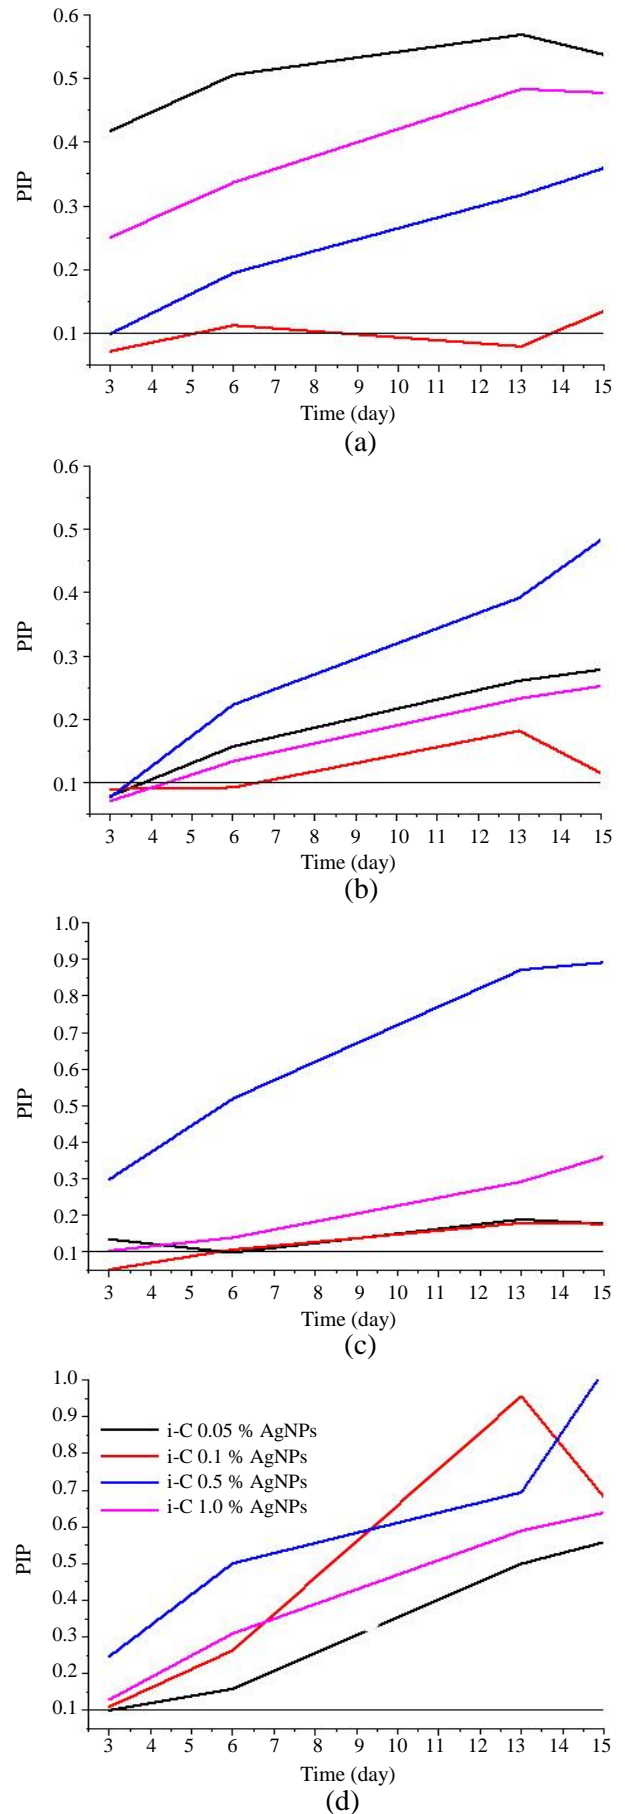 0.6
0.5
0.4
0.3
0.2
0.1
PIP
3 4 5 6 7 8 9 10 11 12 13 14 15
Time (day)
(a)
0.6
0.5
0.4
0.3
0.2
0.1
PIP
3 4 5 6 7 8 9 10 11 12 13 14 15
Time (day)
(b)
1.0
0.9
0.8
0.7
0.6
0.5
0.4
0.3
0.2
0.1
PIP
3 4 5 6 7 8 9 10 11 12 13 14 15
Time (day)
(c)
1.0
0.9
0.8
0.7
0.6
0.5
0.4
0.3
0.2
0.1
PIP
i-C 0.05 % AgNPs
i-C 0.1 % AgNPs
i-C 0.5 % AgNPs
i-C 1.0 % AgNPs
3 4 5 6 7 8 9 10 11 12 13 14 15
Time (day)
(d)